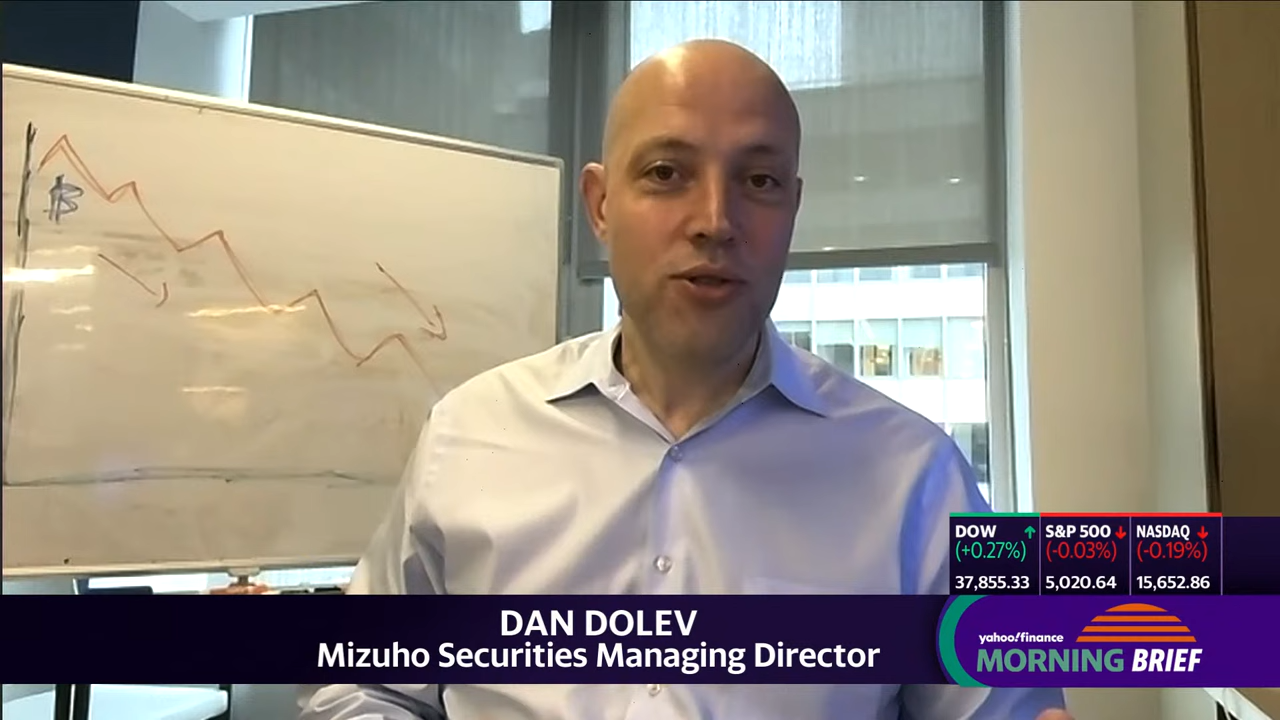 ₿
DOW
S&P 500
NASDAQ
(+0.27%)
(-0.03%)
(-0.19%)
37,855.33
5,020.64
15,652.86
DAN DOLEV
Mizuho Securities Managing Director
yahoo!finance
MORNING BRIEF